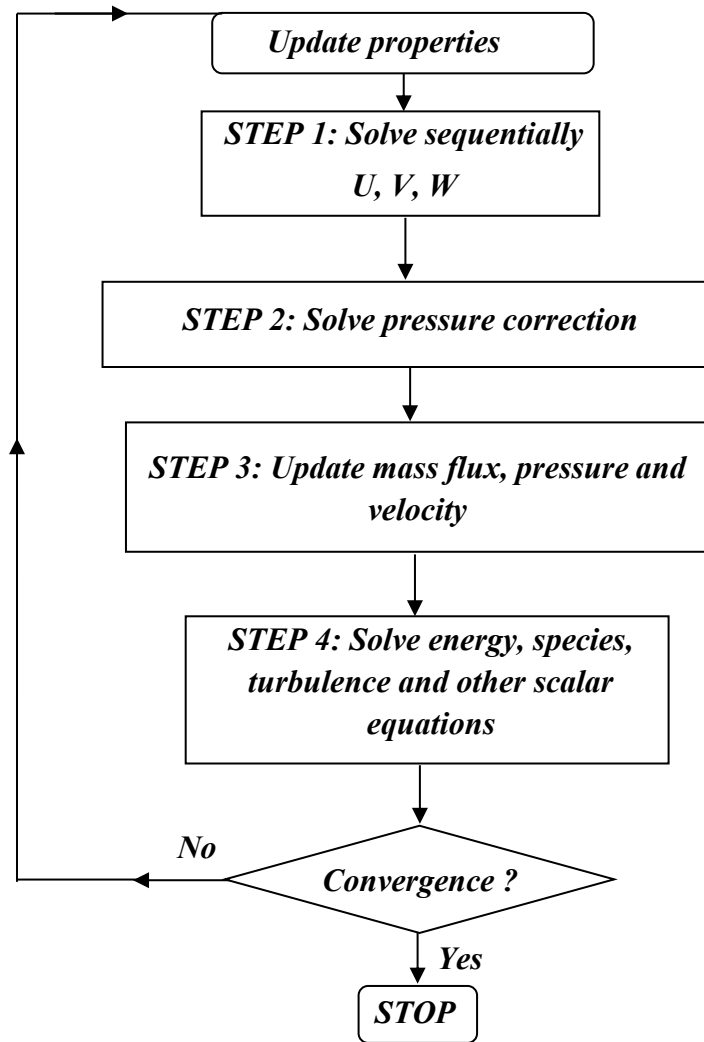 Update properties
STEP 1: Solve sequentially
U, V, W
STEP 2: Solve pressure correction
STEP 3: Update mass flux, pressure and
velocity
STEP 4: Solve energy, species,
turbulence and other scalar
equations
No
Convergence ?
Yes
STOP